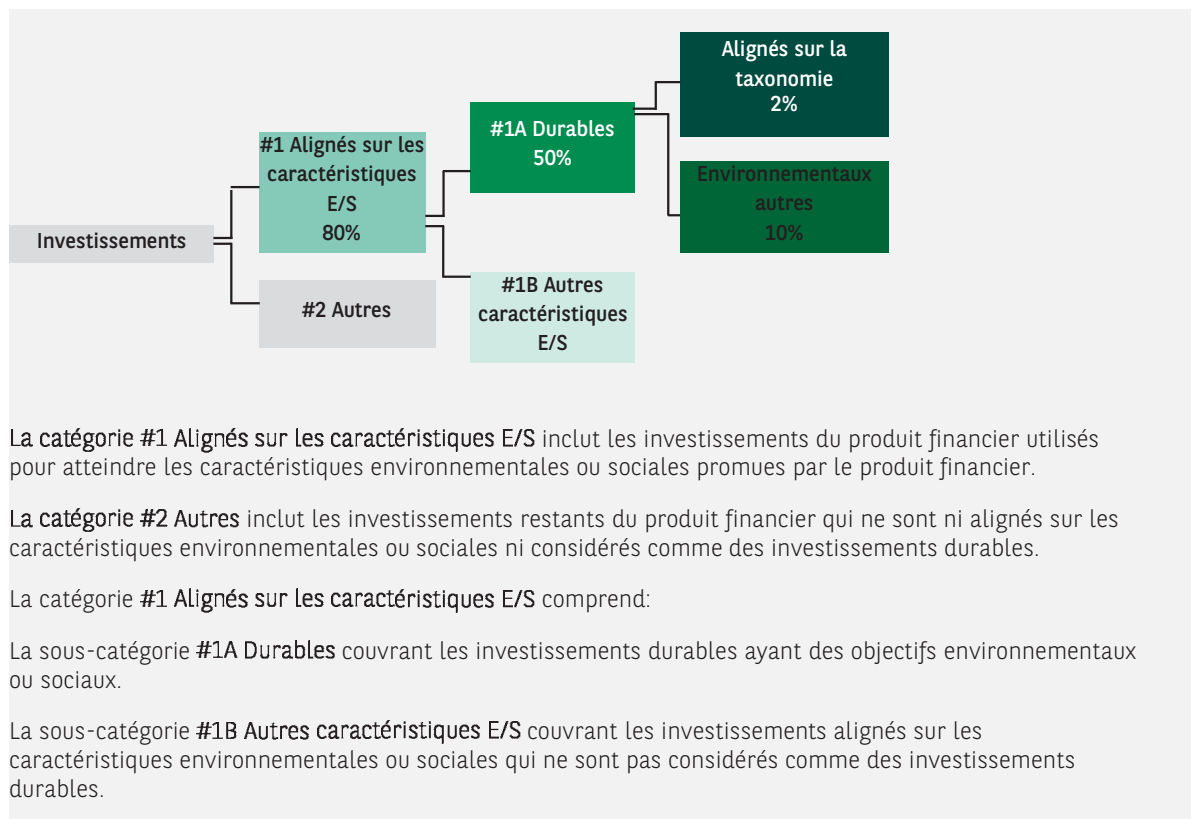 Alignés sur la
taxonomie
2%
#1A Durables
50%
#1 Alignés sur les
caractéristiques
E/S
80%
Environnementaux
autres
10%
Investissements
#2 Autres
#1B Autres
caractéristiques
E/S
La catégorie #1 Alignés sur les caractéristiques E/S inclut les investissements du produit financier utilisés
pour atteindre les caractéristiques environnementales ou sociales promues par le produit financier.
La catégorie #2 Autres inclut les investissements restants du produit financier qui ne sont ni alignés sur les
caractéristiques environnementales ou sociales ni considérés comme des investissements durables.
La catégorie #1 Alignés sur les caractéristiques E/S comprend:
La sous-catégorie #1A Durables couvrant les investissements durables ayant des objectifs environnementaux
ou sociaux.
La sous-catégorie #1B Autres caractéristiques E/S couvrant les investissements alignés sur les
caractéristiques environnementales ou sociales qui ne sont pas considérés comme des investissements
durables.